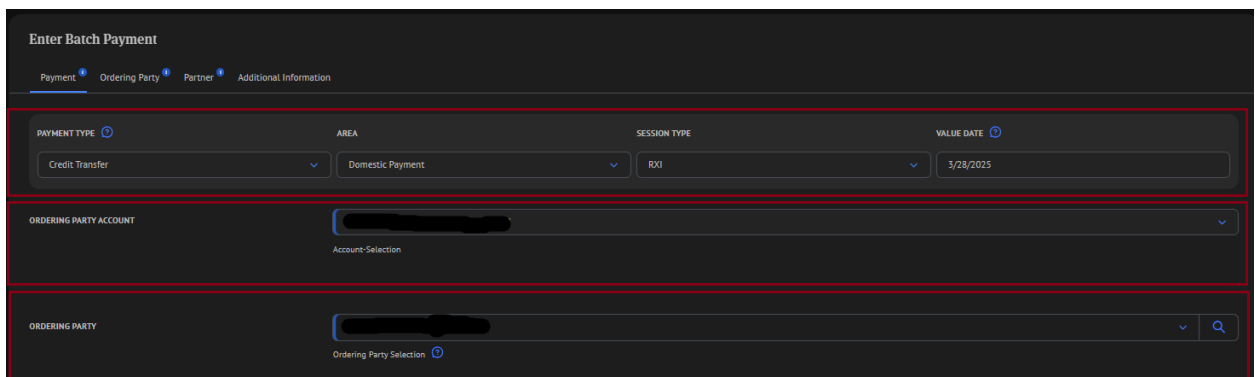 Enter Batch Payment
Payment Ordering Party Partner Additional Information
PAYMENT TYPE AREA SESSION TYPE VALUE DATE
Credit Transfer Domestic Payment RXI 3/28/2025
ORDERING PARTY ACCOUNT
Account-Selection
ORDERING PARTY
Ordering Party Selection